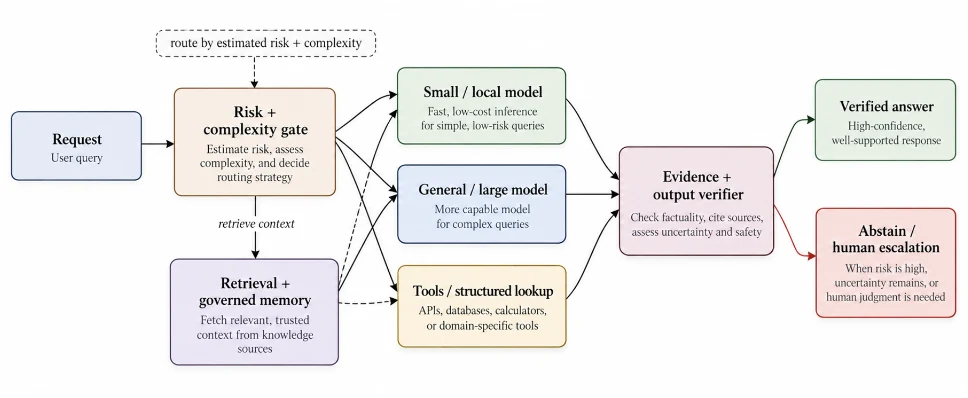 route by estimated risk + complexity
Request
User query
Risk +
complexity gate
Estimate risk, assess
complexity, and decide
routing strategy
retrieve context
Retrieval +
governed memory
Fetch relevant, trusted
context from knowledge
sources
Small / local model
Fast, low-cost inference
for simple, low-risk queries
General / large model
More capable model
for complex queries
Tools / structured lookup
APIs, databases, calculators,
or domain-specific tools
Evidence +
output verifier
Check factuality, cite sources,
assess uncertainty and safety
Verified answer
High-confidence,
well-supported response
Abstain /
human escalation
When risk is high,
uncertainty remains, or
human judgment is needed